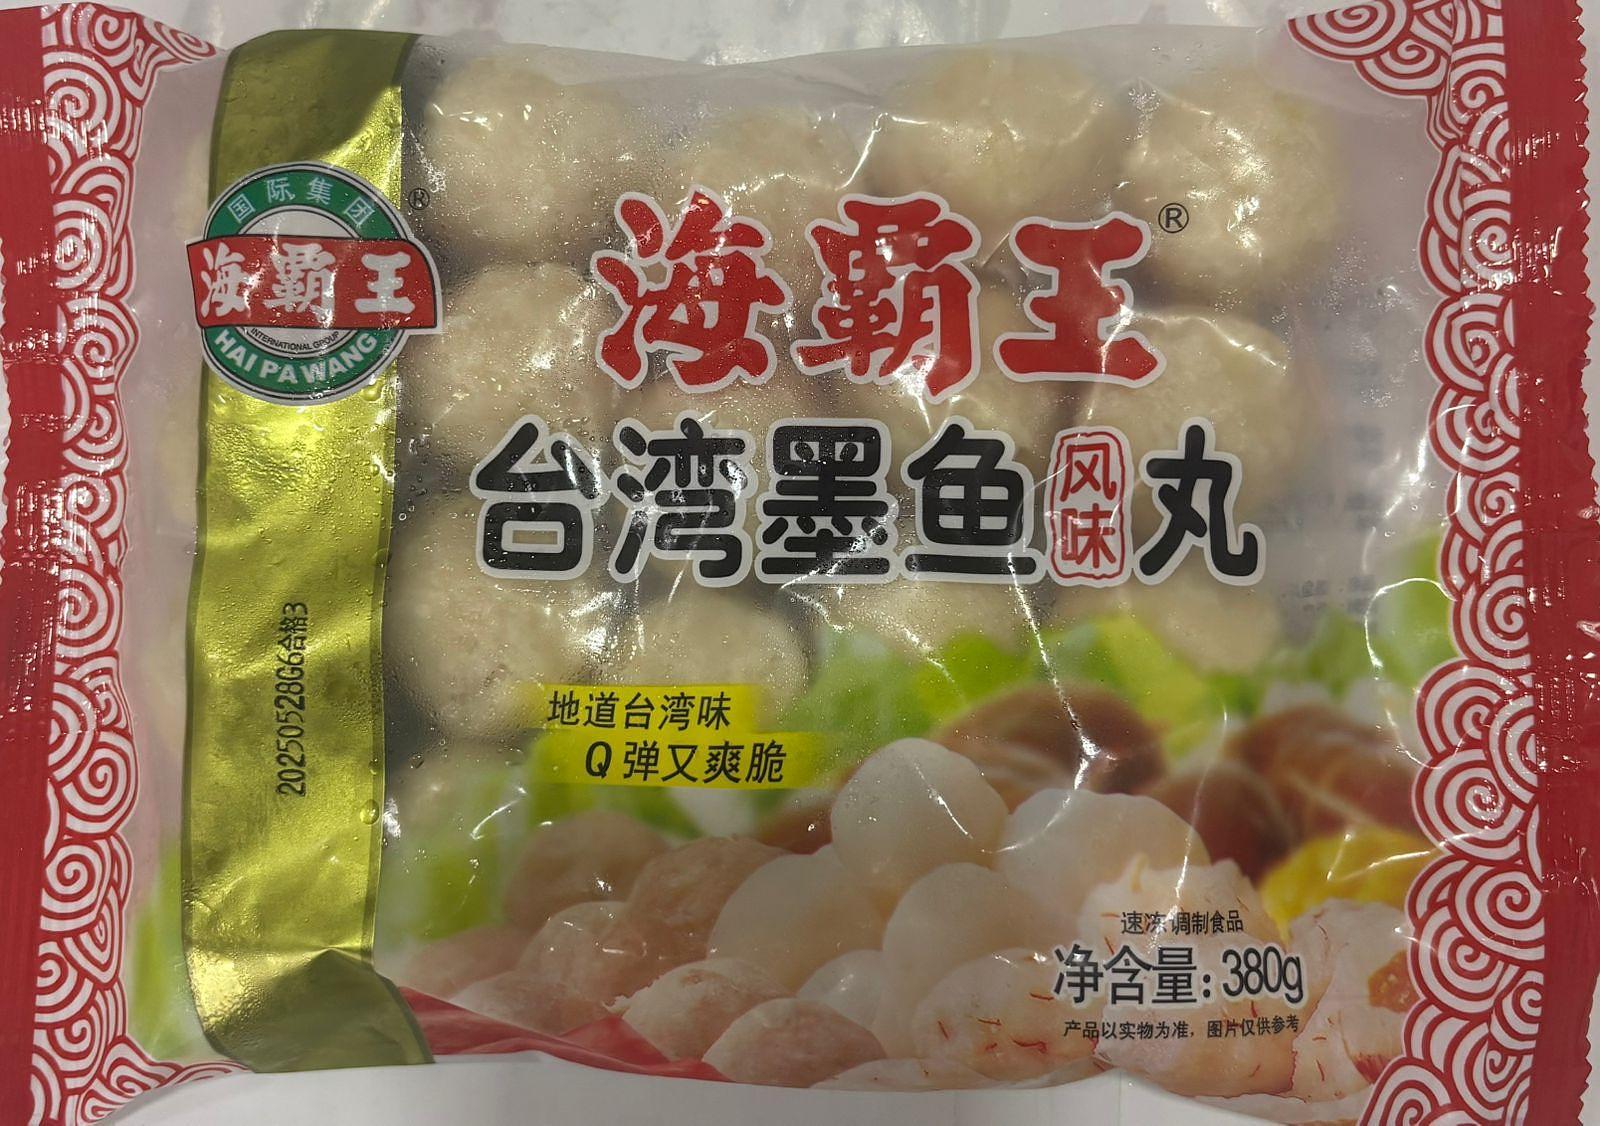 国际集团
海霸王
INTERNATIONAL GROUP
HAI PA WANG
®
海霸王®
台湾墨鱼风味丸
地道台湾味
Q弹又爽脆
20250528G6合格3
速冻调制食品
净含量:380g
产品以实物为准，图片仅供参考